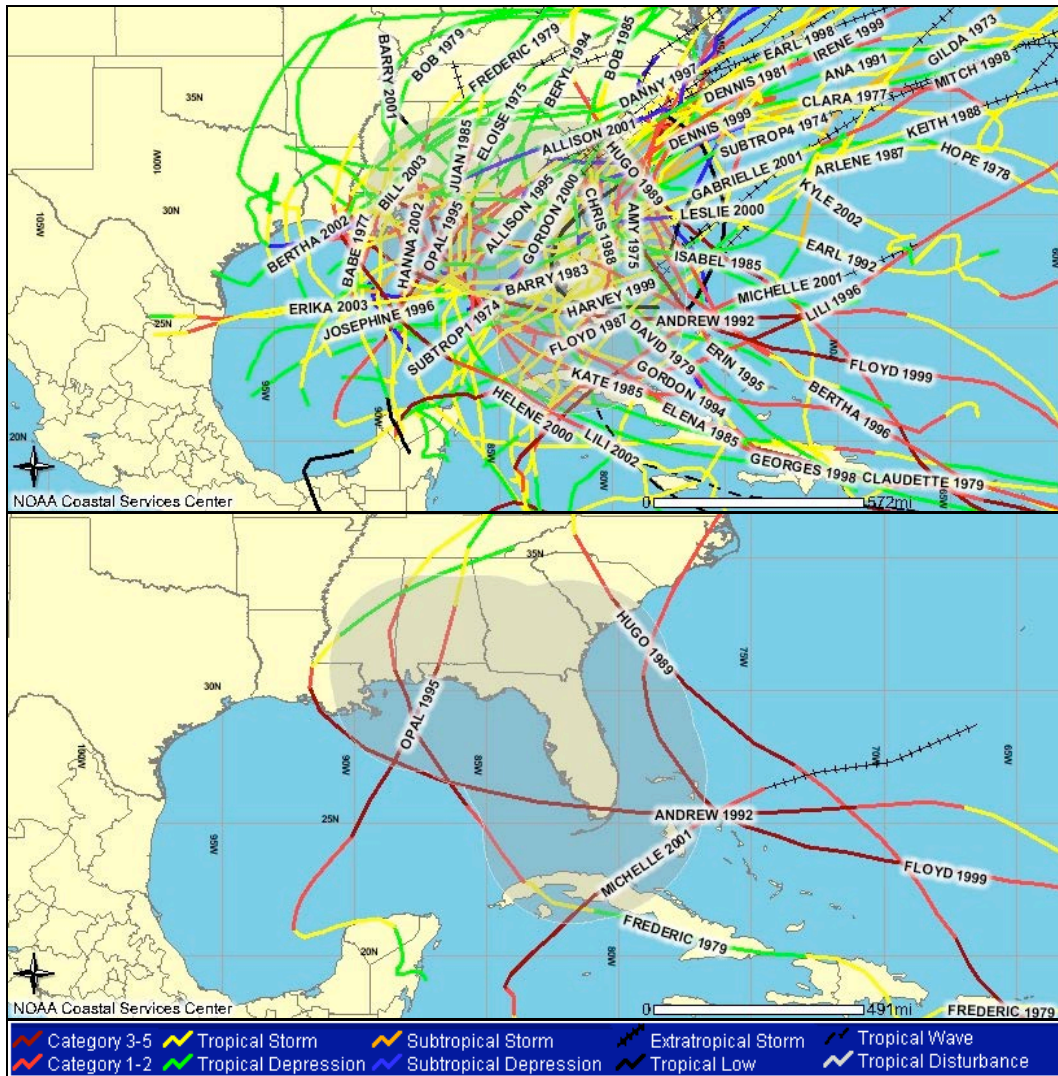 BARRY 2001
BOB 1979
FREDERIC 1979
BERYL 1994
BOB 1985
DANNY 1997
EARL 1998
IRENE 1999
GILDA 1973
DENNIS 1981
ANA 1991
MITCH 1998
CLARA 1977
ELOISE 1975
JUAN 1985
ALLISON 2001
DENNIS 1999
SUBTROP4 1974
KEITH 1988
35N
100W
BILL 2003
HUGO 1989
GABRIELLE 2001
ARLENE 1987
HOPE 1978
KYLE 2002
105W
30N
BERTHA 2002
BABE 1977
HANNA 2002
OPAL 1995
ALLISON 1995
GORDON 2000
CHRIS 1988
AMY 1975
LESLIE 2000
EARL 1992
60W
ISABEL 1985
BARRY 1983
MICHELLE 2001
LILI 1996
ERIKA 2003
25N
JOSEPHINE 1996
SUBTROP1 1974
HARVEY 1999
FLOYD 1987
ANDREW 1992
DAVID 1979
ERIN 1995
FLOYD 1999
95W
90W
KATE 1985
GORDON 1994
ELENA 1985
BERTHA 1996
20N
85W
HELENE 2000
LILI 2002
80W
GEORGES 1998
CLAUDETTE 1979
65W
NOAA Coastal Services Center
0 572mi
35N
HUGO 1989
75W
30N
OPAL 1995
100W
90W
85W
70W
65W
25N
95W
ANDREW 1992
MICHELLE 2001
FLOYD 1999
FREDERIC 1979
20N
80W
NOAA Coastal Services Center
0 491mi
FREDERIC 1979
Category 3-5 Tropical Storm Subtropical Storm Extratropical Storm Tropical Wave
Category 1-2 Tropical Depression Subtropical Depression Tropical Low Tropical Disturbance